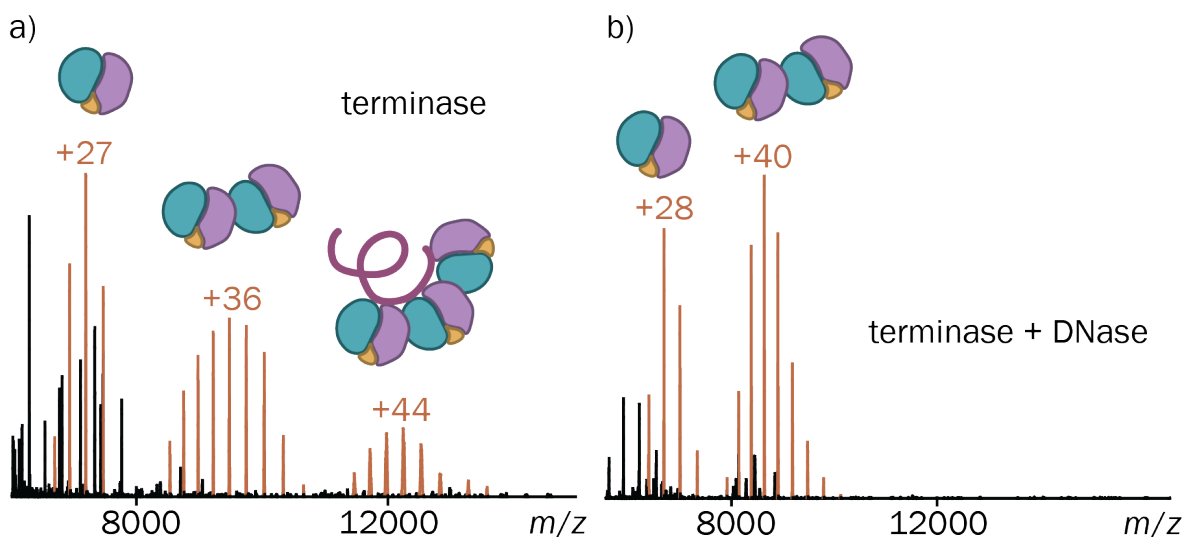 a)
terminase
+27
+36
+44
8000
12000
m/z
b)
+40
+28
terminase + DNase
8000
12000
m/z